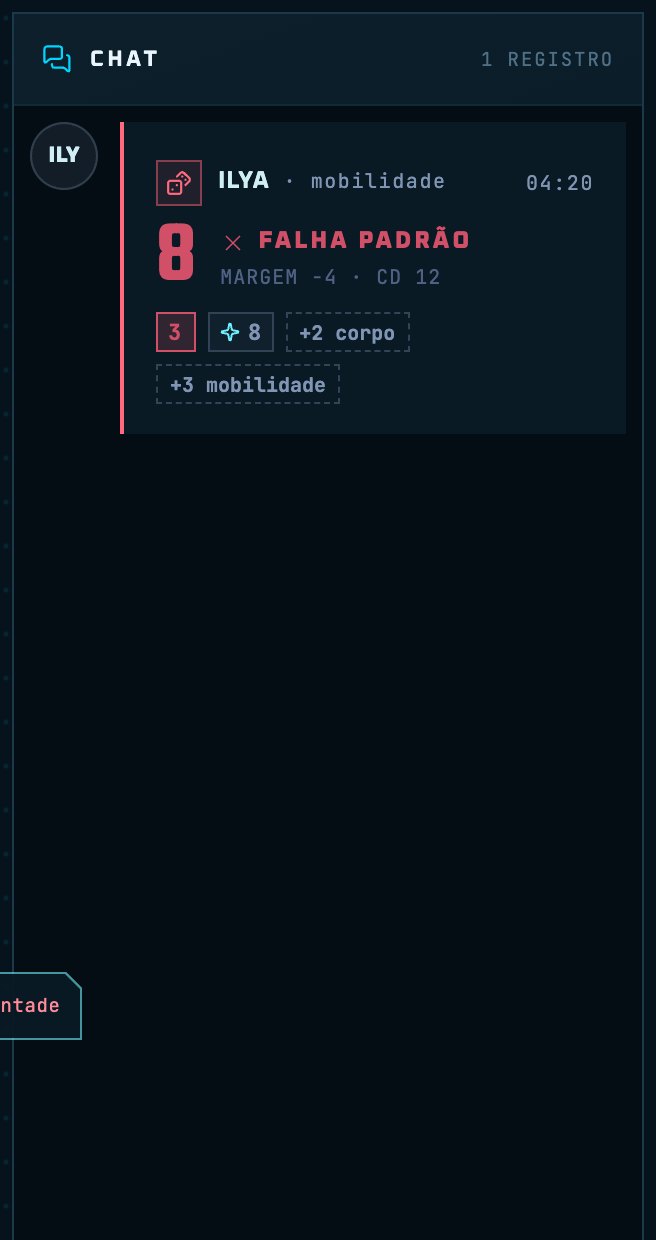 CHAT
1 REGISTRO
ILY
ILYA · mobilidade
04:20
8
× FALHA PADRÃO
MARGEM -4 · CD 12
3
8
+2 corpo
+3 mobilidade
ntade